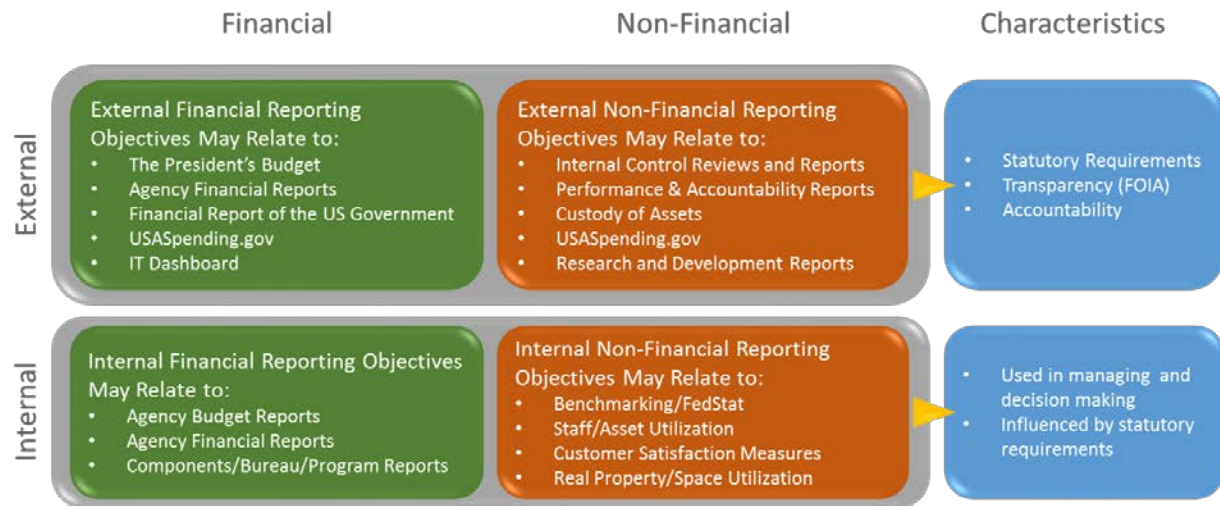 Financial
Non-Financial
Characteristics
External
External Financial Reporting
Objectives May Relate to:
• The President's Budget
• Agency Financial Reports
• Financial Report of the US Government
• USASpending.gov
• IT Dashboard
External Non-Financial Reporting
Objectives May Relate to:
• Internal Control Reviews and Reports
• Performance & Accountability Reports
• Custody of Assets
• USASpending.gov
• Research and Development Reports
• Statutory Requirements
• Transparency (FOIA)
• Accountability
Internal
Internal Financial Reporting Objectives
May Relate to:
• Agency Budget Reports
• Agency Financial Reports
• Components/Bureau/Program Reports
Internal Non-Financial Reporting
Objectives May Relate to:
• Benchmarking/FedStat
• Staff/Asset Utilization
• Customer Satisfaction Measures
• Real Property/Space Utilization
• Used in managing and
decision making
• Influenced by statutory
requirements